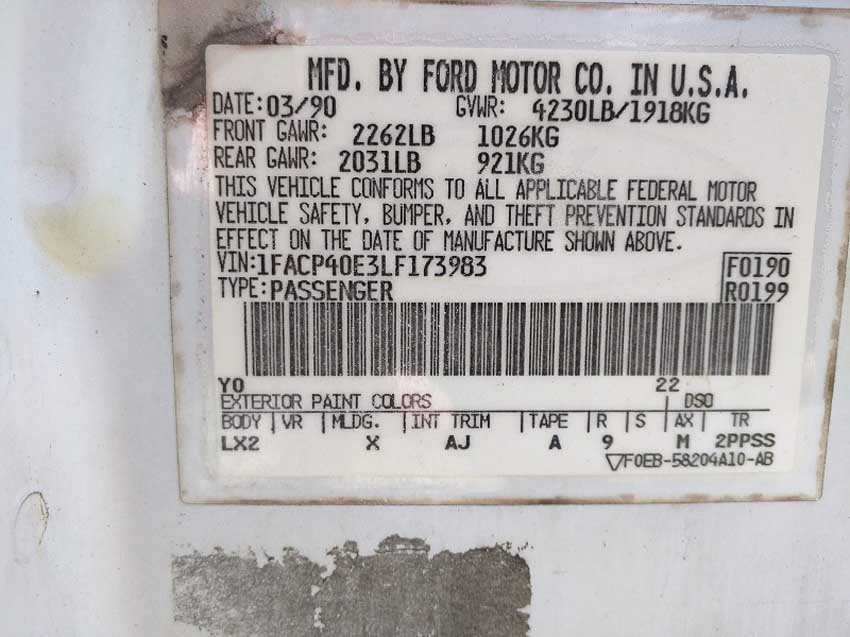 MFD. BY FORD MOTOR CO. IN U.S.A.
DATE: 03/90 GVWR: 4230LB/1918KG
FRONT GAWR: 2262LB 1026KG
REAR GAWR: 2031LB 921KG
THIS VEHICLE CONFORMS TO ALL APPLICABLE FEDERAL MOTOR
VEHICLE SAFETY, BUMPER, AND THEFT PREVENTION STANDARDS IN
EFFECT ON THE DATE OF MANUFACTURE SHOWN ABOVE.
VIN: 1FACP40E3LF173983 F0190
TYPE: PASSENGER R0199
YO 22
EXTERIOR PAINT COLORS DSO
BODY VR MLDG. INT TRIM TAPE R S AX TR
LX2 X AJ A 9 M 2PPSS
▽F0EB-58204A10-AB